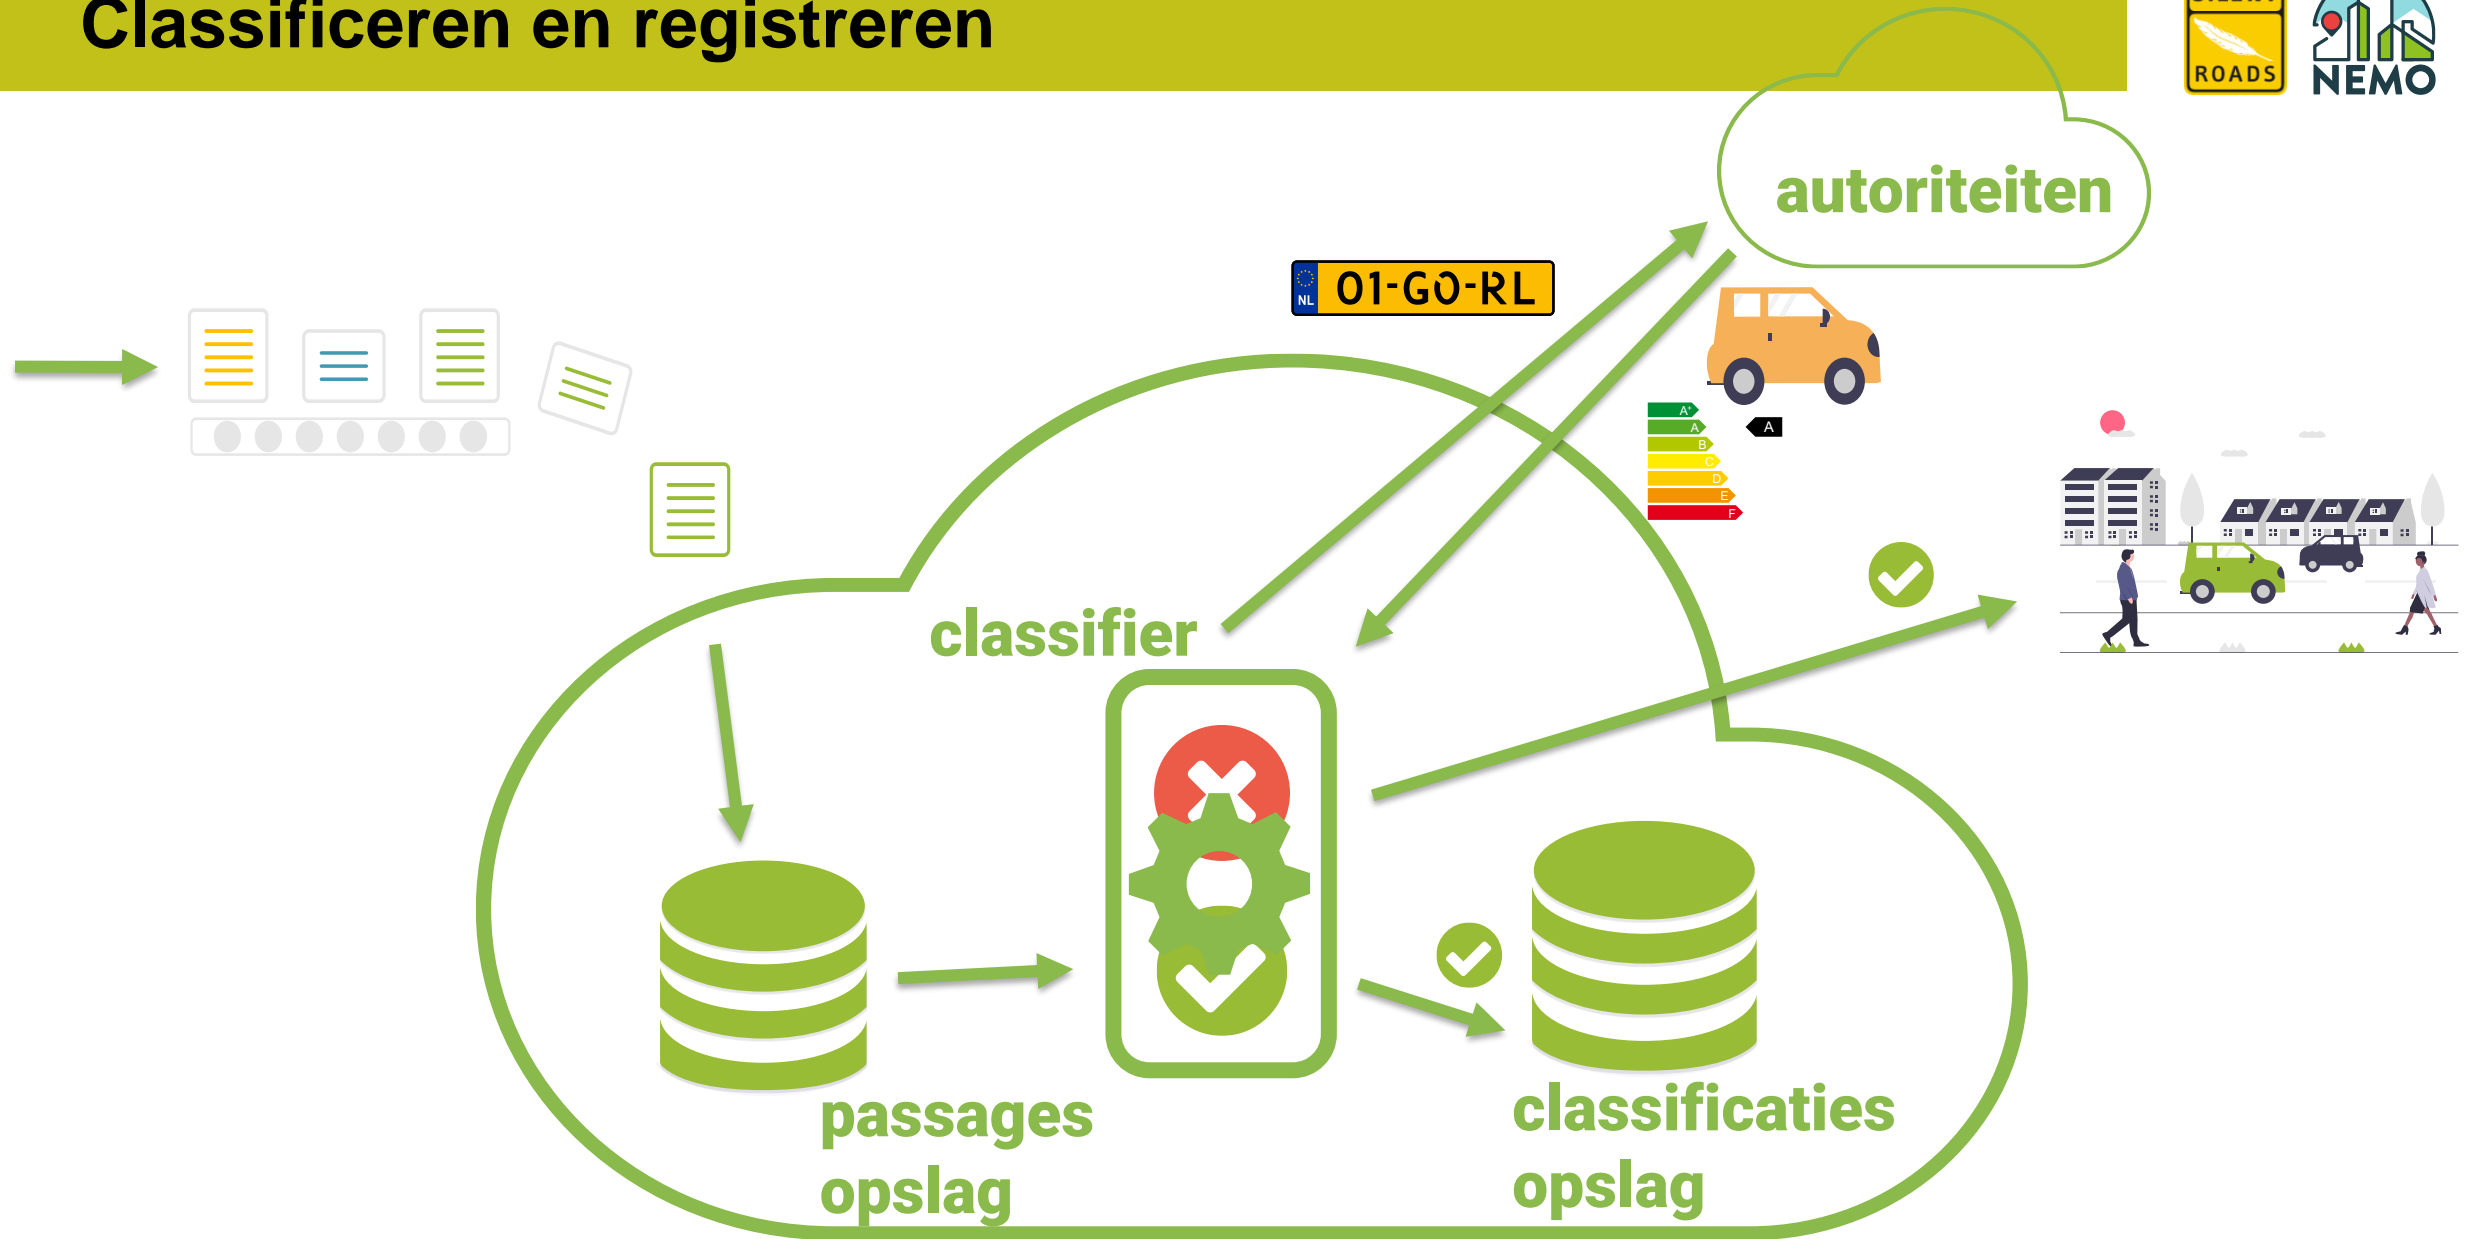 Classificeren en registreren
ROADS
NEMO
autoriteiten
NL 01-GO-RL
A+
A
A
B
C
D
E
F
classifier
passages
opslag
classificaties
opslag